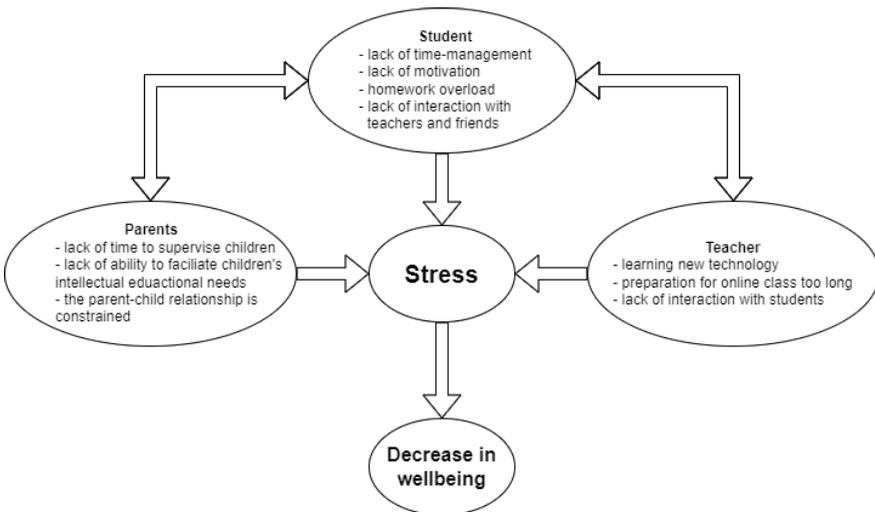 Student
- lack of time-management
- lack of motivation
- homework overload
- lack of interaction with
teachers and friends
Parents
- lack of time to supervise children
- lack of ability to faciliate children's
intellectual eduactional needs
- the parent-child relationship is
constrained
Stress
Teacher
- learning new technology
- preparation for online class too long
- lack of interaction with students
Decrease in
wellbeing